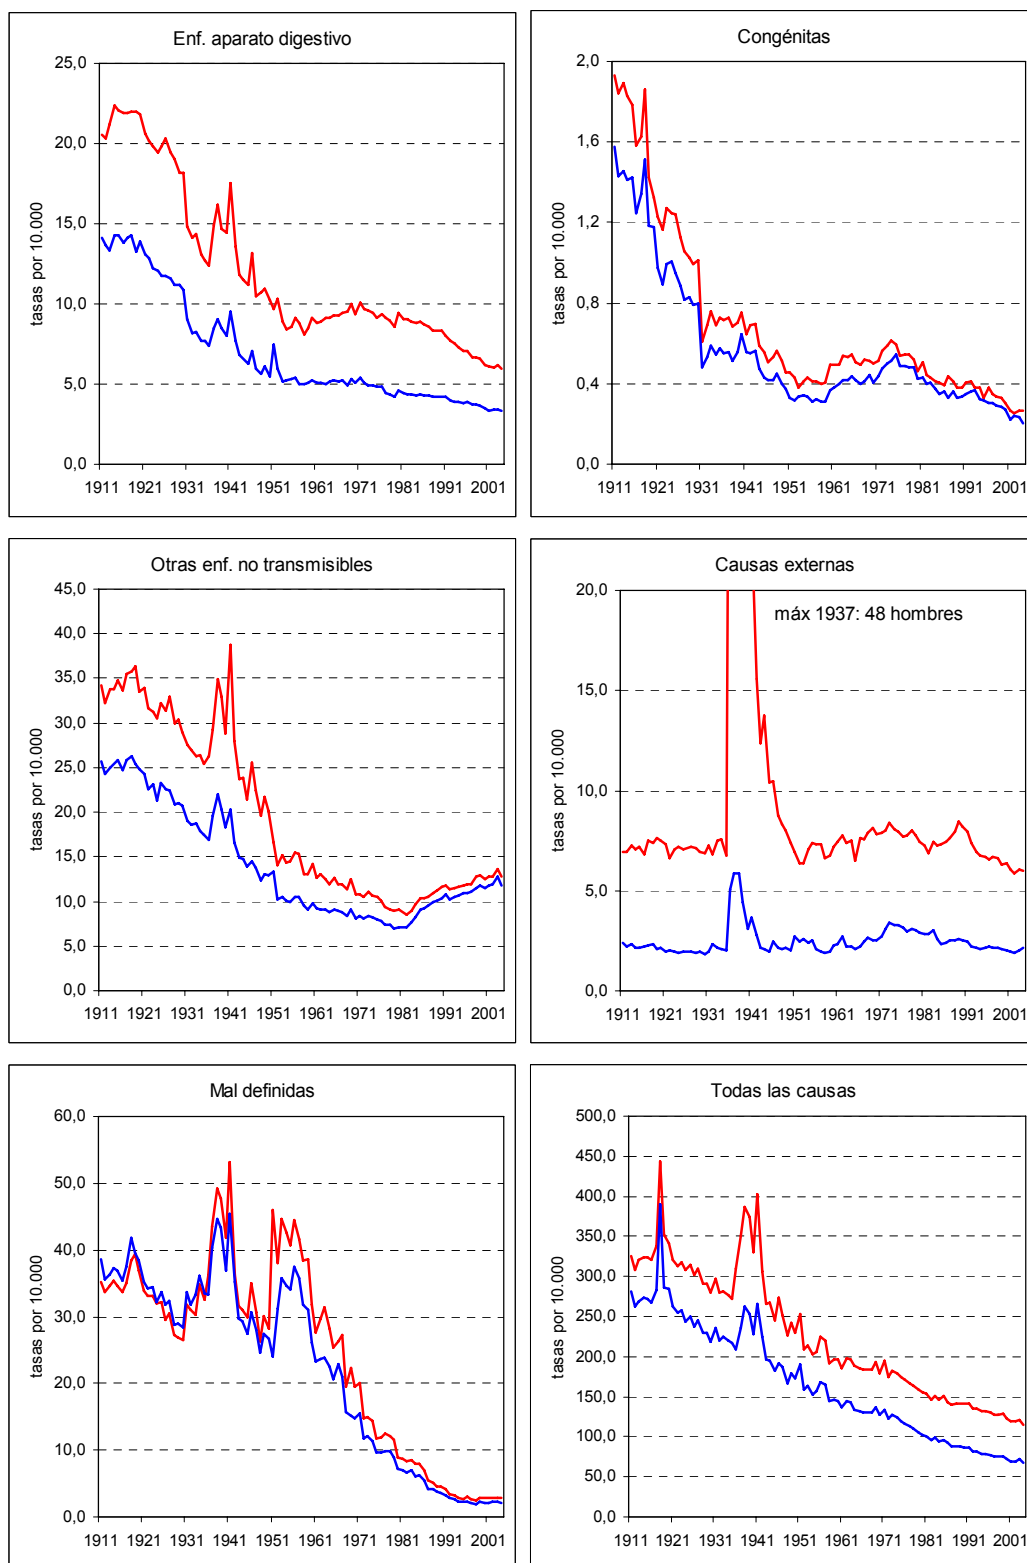 Enf. aparato digestivo
tasas por 10.000
25,0
20,0
15,0
10,0
5,0
0,0
1911 1921 1931 1941 1951 1961 1971 1981 1991 2001
Congénitas
tasas por 10.000
2,0
1,6
1,2
0,8
0,4
0,0
1911 1921 1931 1941 1951 1961 1971 1981 1991 2001
Otras enf. no transmisibles
tasas por 10.000
45,0
40,0
35,0
30,0
25,0
20,0
15,0
10,0
5,0
0,0
1911 1921 1931 1941 1951 1961 1971 1981 1991 2001
Causas externas
máx 1937: 48 hombres
tasas por 10.000
20,0
15,0
10,0
5,0
0,0
1911 1921 1931 1941 1951 1961 1971 1981 1991 2001
Mal definidas
tasas por 10.000
60,0
50,0
40,0
30,0
20,0
10,0
0,0
1911 1921 1931 1941 1951 1961 1971 1981 1991 2001
Todas las causas
tasas por 10.000
500,0
450,0
400,0
350,0
300,0
250,0
200,0
150,0
100,0
50,0
0,0
1911 1921 1931 1941 1951 1961 1971 1981 1991 2001